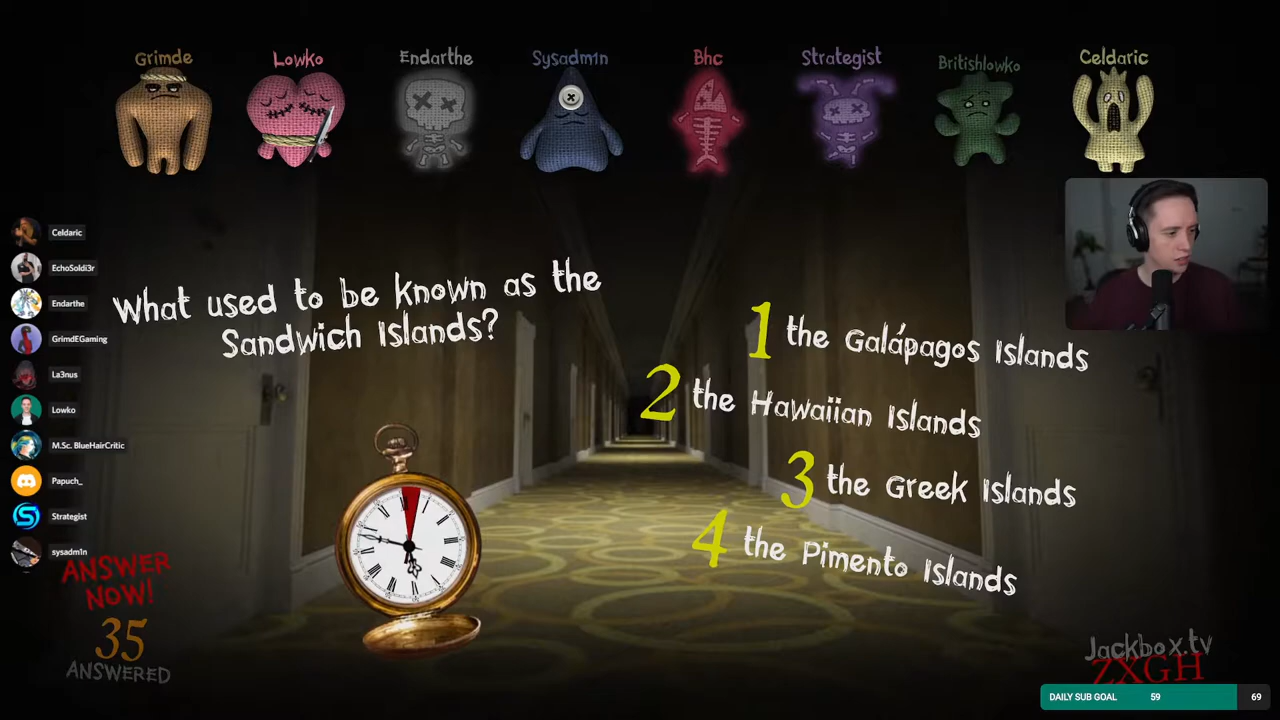 Grimde
Lowko
Endarthe
Sysadm1n
Bhc
Strategist
Britishlowko
Celdaric
Celdaric
EchoSoldi3r
Endarthe
GrimdEGaming
La3nus
Lowko
M.Sc. BlueHairCritic
Papuch_
Strategist
sysadm1n
What used to be known as the
Sandwich Islands?
1 the Galápagos Islands
2 the Hawaiian Islands
3 the Greek Islands
4 the Pimento Islands
ANSWER
NOW!
35
ANSWERED
Jackbox.tv
ZXGH
DAILY SUB GOAL 59 69